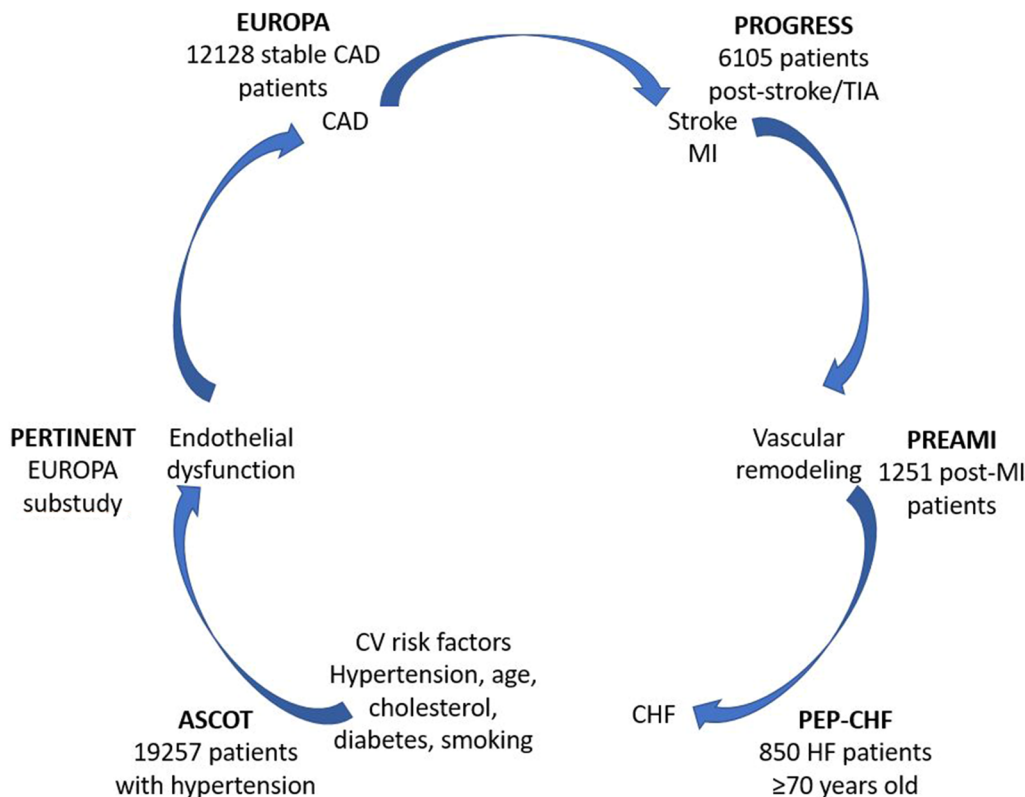 EUROPA
12128 stable CAD
patients
CAD
PROGRESS
6105 patients
post-stroke/TIA
Stroke
MI
PERTINENT
EUROPA
substudy
Endothelial
dysfunction
Vascular
remodeling
PREAMI
1251 post-MI
patients
ASCOT
19257 patients
with hypertension
CV risk factors
Hypertension, age,
cholesterol,
diabetes, smoking
CHF
PEP-CHF
850 HF patients
≥70 years old